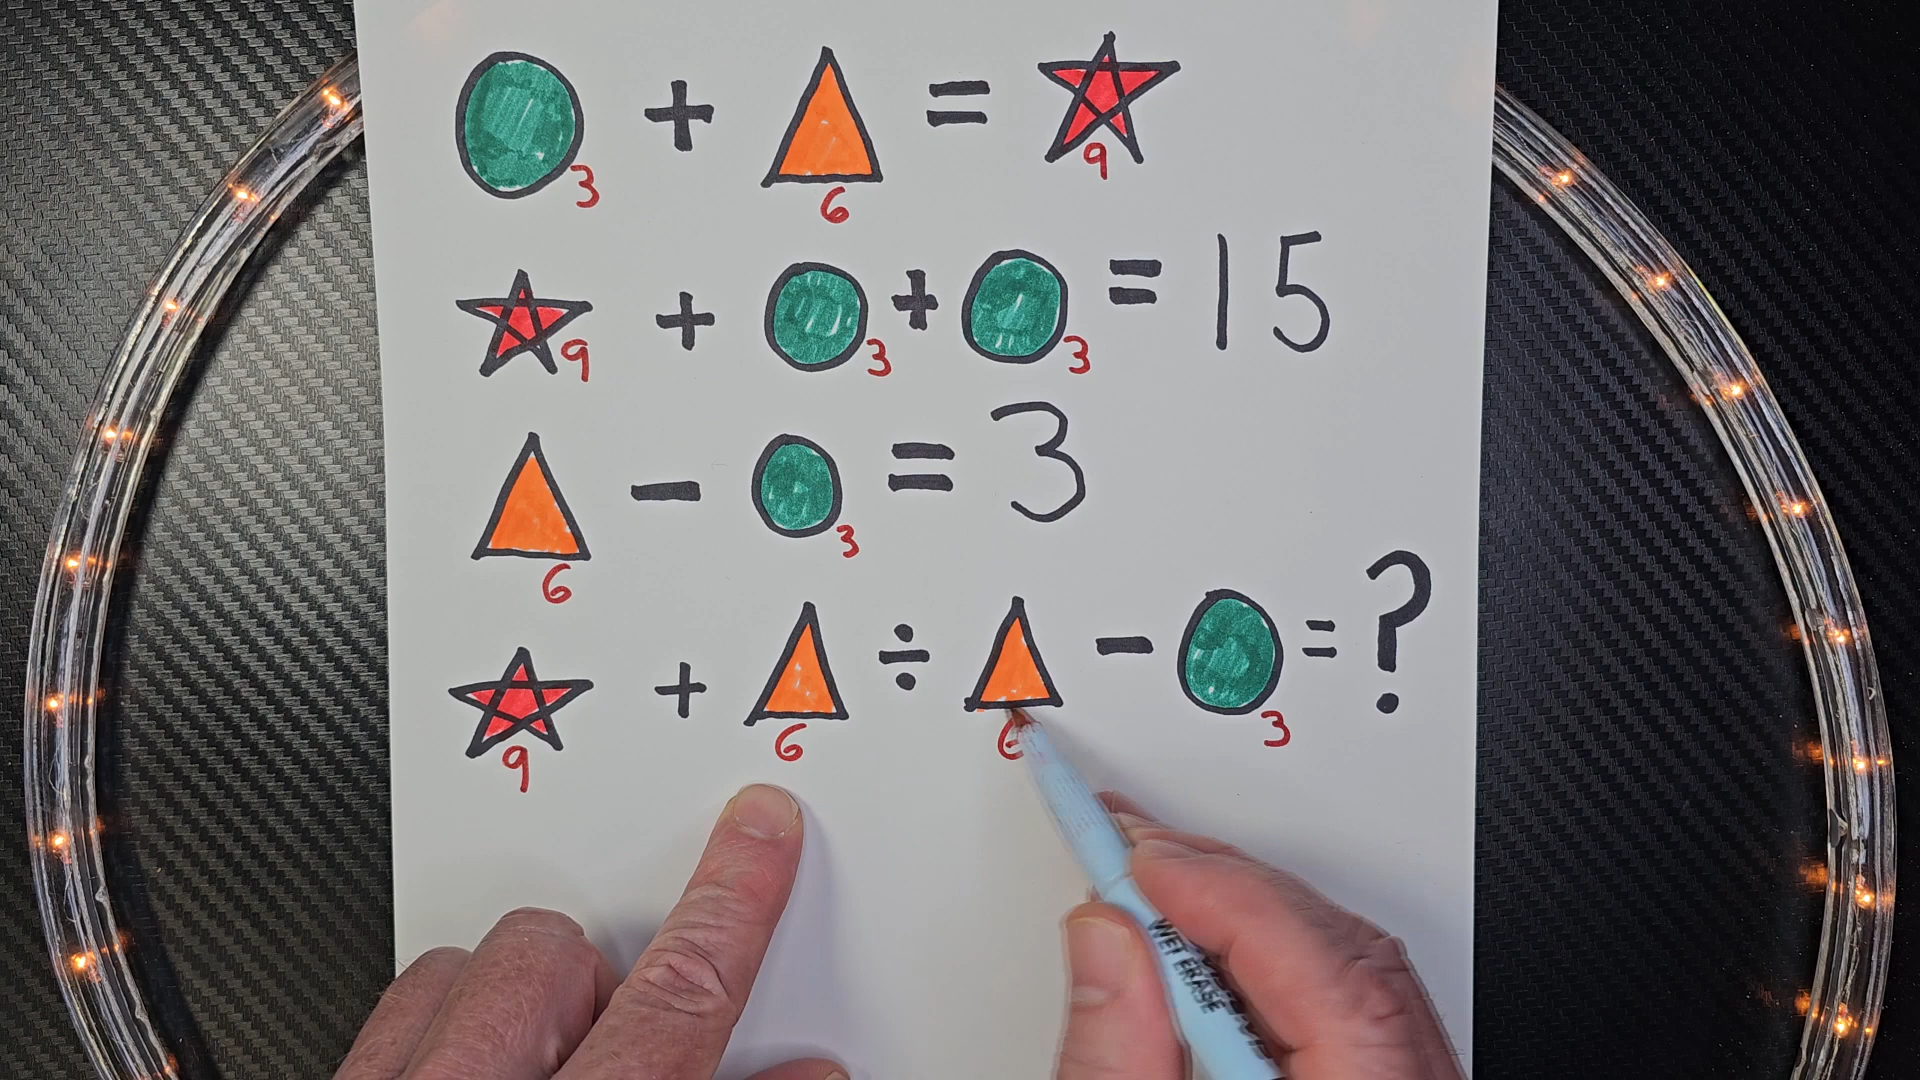 + =
3 6 9
+ + = 15
9 3 3
- = 3
6 3
+ ÷ - = ?
9 6 6 3
WET ERASE